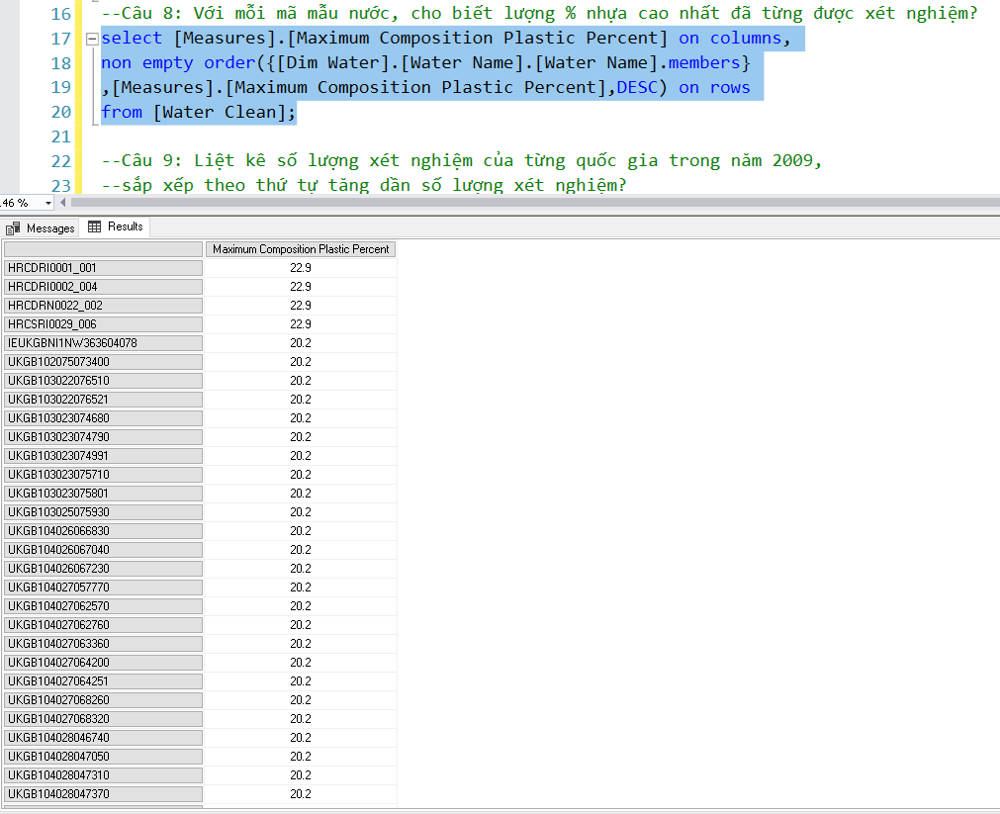 16 --Câu 8: Với mỗi mã mẫu nước, cho biết lượng % nhựa cao nhất đã từng được xét nghiệm?
17 select [Measures].[Maximum Composition Plastic Percent] on columns,
18 non empty order({[Dim Water].[Water Name].[Water Name].members}
19 ,[Measures].[Maximum Composition Plastic Percent],DESC) on rows
20 from [Water Clean];
21
22 --Câu 9: Liệt kê số lượng xét nghiệm của từng quốc gia trong năm 2009,
23 --sắp xếp theo thứ tự tăng dần số lượng xét nghiệm?
46 %
Messages Results
Maximum Composition Plastic Percent
HRCDRI0001_001 22.9
HRCDRI0002_004 22.9
HRCDRN0022_002 22.9
HRCSRI0029_006 22.9
IEUKGBNI1NW363604078 20.2
UKGB102075073400 20.2
UKGB103022076510 20.2
UKGB103022076521 20.2
UKGB103023074680 20.2
UKGB103023074790 20.2
UKGB103023074991 20.2
UKGB103023075710 20.2
UKGB103023075801 20.2
UKGB103025075930 20.2
UKGB104026066830 20.2
UKGB104026067040 20.2
UKGB104026067230 20.2
UKGB104027057770 20.2
UKGB104027062570 20.2
UKGB104027062760 20.2
UKGB104027063360 20.2
UKGB104027064200 20.2
UKGB104027064251 20.2
UKGB104027068260 20.2
UKGB104027068320 20.2
UKGB104028046740 20.2
UKGB104028047050 20.2
UKGB104028047310 20.2
UKGB104028047370 20.2